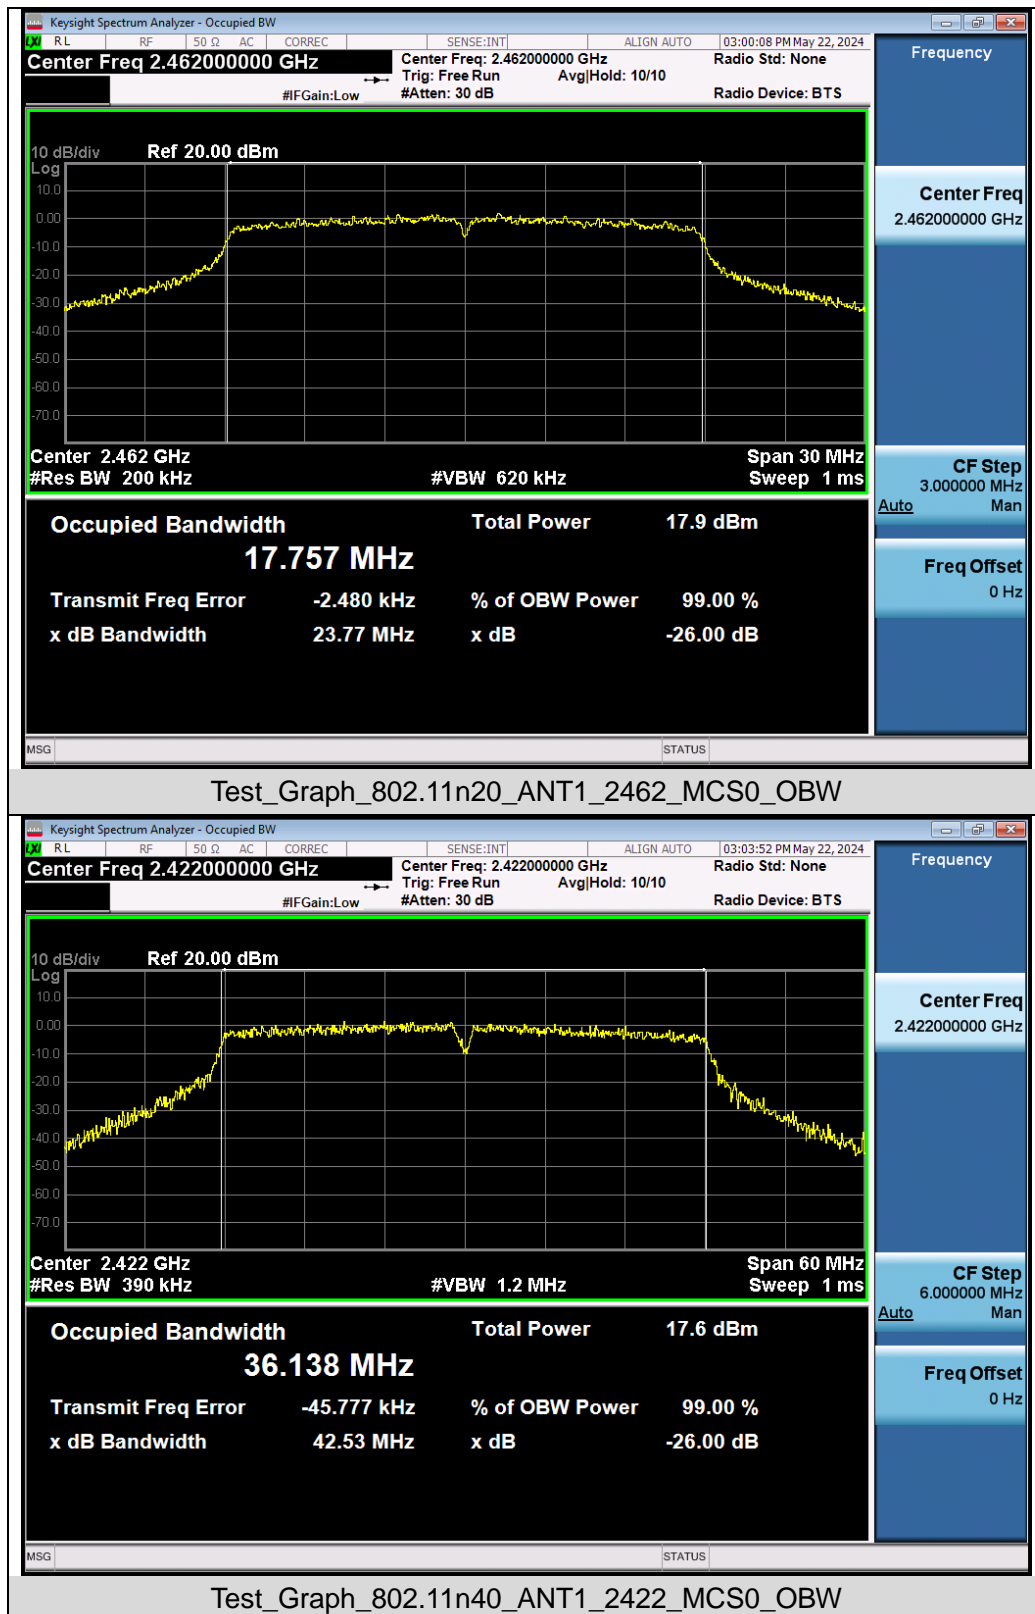 Keysight Spectrum Analyzer - Occupied BW
LXI RL RF 50 Ω AC CORREC SENSE:INT ALIGN AUTO 03:00:08 PM May 22, 2024
Center Freq 2.462000000 GHz
Center Freq: 2.462000000 GHz
Radio Std: None
Trig: Free Run Avg|Hold: 10/10
#IFGain:Low
#Atten: 30 dB
Radio Device: BTS
10 dB/div Ref 20.00 dBm
Log
10.0
0.00
-10.0
-20.0
-30.0
-40.0
-50.0
-60.0
-70.0
Center 2.462 GHz
Span 30 MHz
#Res BW 200 kHz
#VBW 620 kHz
Sweep 1 ms
Occupied Bandwidth
Total Power 17.9 dBm
17.757 MHz
Transmit Freq Error -2.480 kHz
% of OBW Power 99.00 %
x dB Bandwidth 23.77 MHz
x dB -26.00 dB
MSG
STATUS
Frequency
Center Freq
2.462000000 GHz
CF Step
3.000000 MHz
Auto Man
Freq Offset
0 Hz
Test_Graph_802.11n20_ANT1_2462_MCS0_OBW
Keysight Spectrum Analyzer - Occupied BW
LXI RL RF 50 Ω AC CORREC SENSE:INT ALIGN AUTO 03:03:52 PM May 22, 2024
Center Freq 2.422000000 GHz
Center Freq: 2.422000000 GHz
Radio Std: None
Trig: Free Run Avg|Hold: 10/10
#IFGain:Low
#Atten: 30 dB
Radio Device: BTS
10 dB/div Ref 20.00 dBm
Log
10.0
0.00
-10.0
-20.0
-30.0
-40.0
-50.0
-60.0
-70.0
Center 2.422 GHz
Span 60 MHz
#Res BW 390 kHz
#VBW 1.2 MHz
Sweep 1 ms
Occupied Bandwidth
Total Power 17.6 dBm
36.138 MHz
Transmit Freq Error -45.777 kHz
% of OBW Power 99.00 %
x dB Bandwidth 42.53 MHz
x dB -26.00 dB
MSG
STATUS
Frequency
Center Freq
2.422000000 GHz
CF Step
6.000000 MHz
Auto Man
Freq Offset
0 Hz
Test_Graph_802.11n40_ANT1_2422_MCS0_OBW